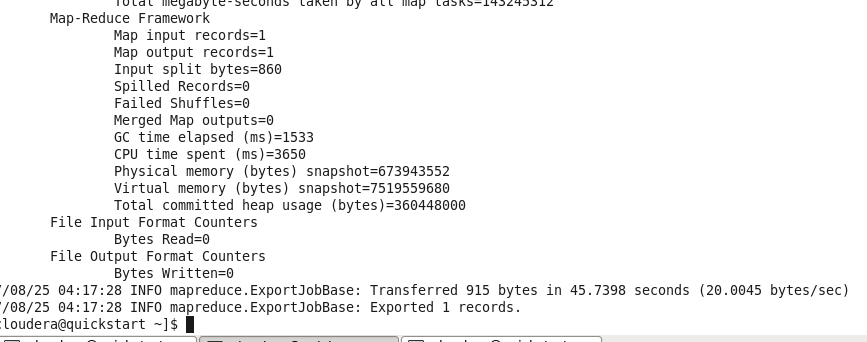 Total megabyte-seconds taken by all map tasks=143245312
Map-Reduce Framework
Map input records=1
Map output records=1
Input split bytes=860
Spilled Records=0
Failed Shuffles=0
Merged Map outputs=0
GC time elapsed (ms)=1533
CPU time spent (ms)=3650
Physical memory (bytes) snapshot=673943552
Virtual memory (bytes) snapshot=7519559680
Total committed heap usage (bytes)=360448000
File Input Format Counters
Bytes Read=0
File Output Format Counters
Bytes Written=0
7/08/25 04:17:28 INFO mapreduce.ExportJobBase: Transferred 915 bytes in 45.7398 seconds (20.0045 bytes/sec)
7/08/25 04:17:28 INFO mapreduce.ExportJobBase: Exported 1 records.
cloudera@quickstart ~]$